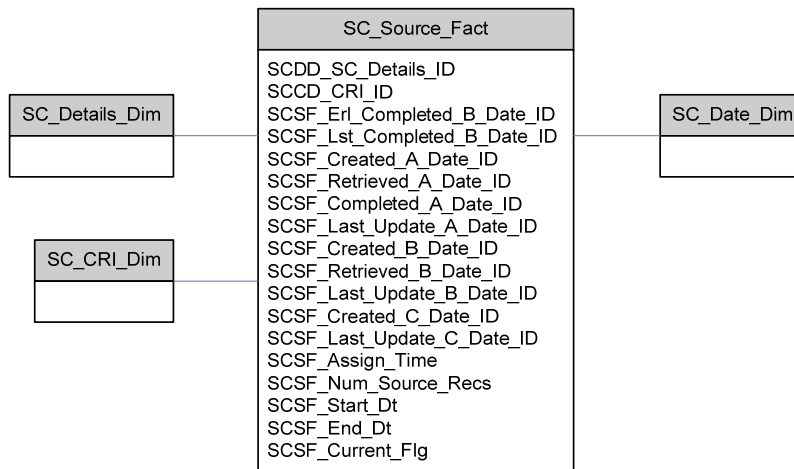 SC_Source_Fact
SCDD_SC_Details_ID
SCCD_CRI_ID
SCSF_Erl_Completed_B_Date_ID
SCSF_Lst_Completed_B_Date_ID
SCSF_Created_A_Date_ID
SCSF_Retrieved_A_Date_ID
SCSF_Completed_A_Date_ID
SCSF_Last_Update_A_Date_ID
SCSF_Created_B_Date_ID
SCSF_Retrieved_B_Date_ID
SCSF_Last_Update_B_Date_ID
SCSF_Created_C_Date_ID
SCSF_Last_Update_C_Date_ID
SCSF_Assign_Time
SCSF_Num_Source_Recs
SCSF_Start_Dt
SCSF_End_Dt
SCSF_Current_Flg
SC_Details_Dim
SC_CRI_Dim
SC_Date_Dim